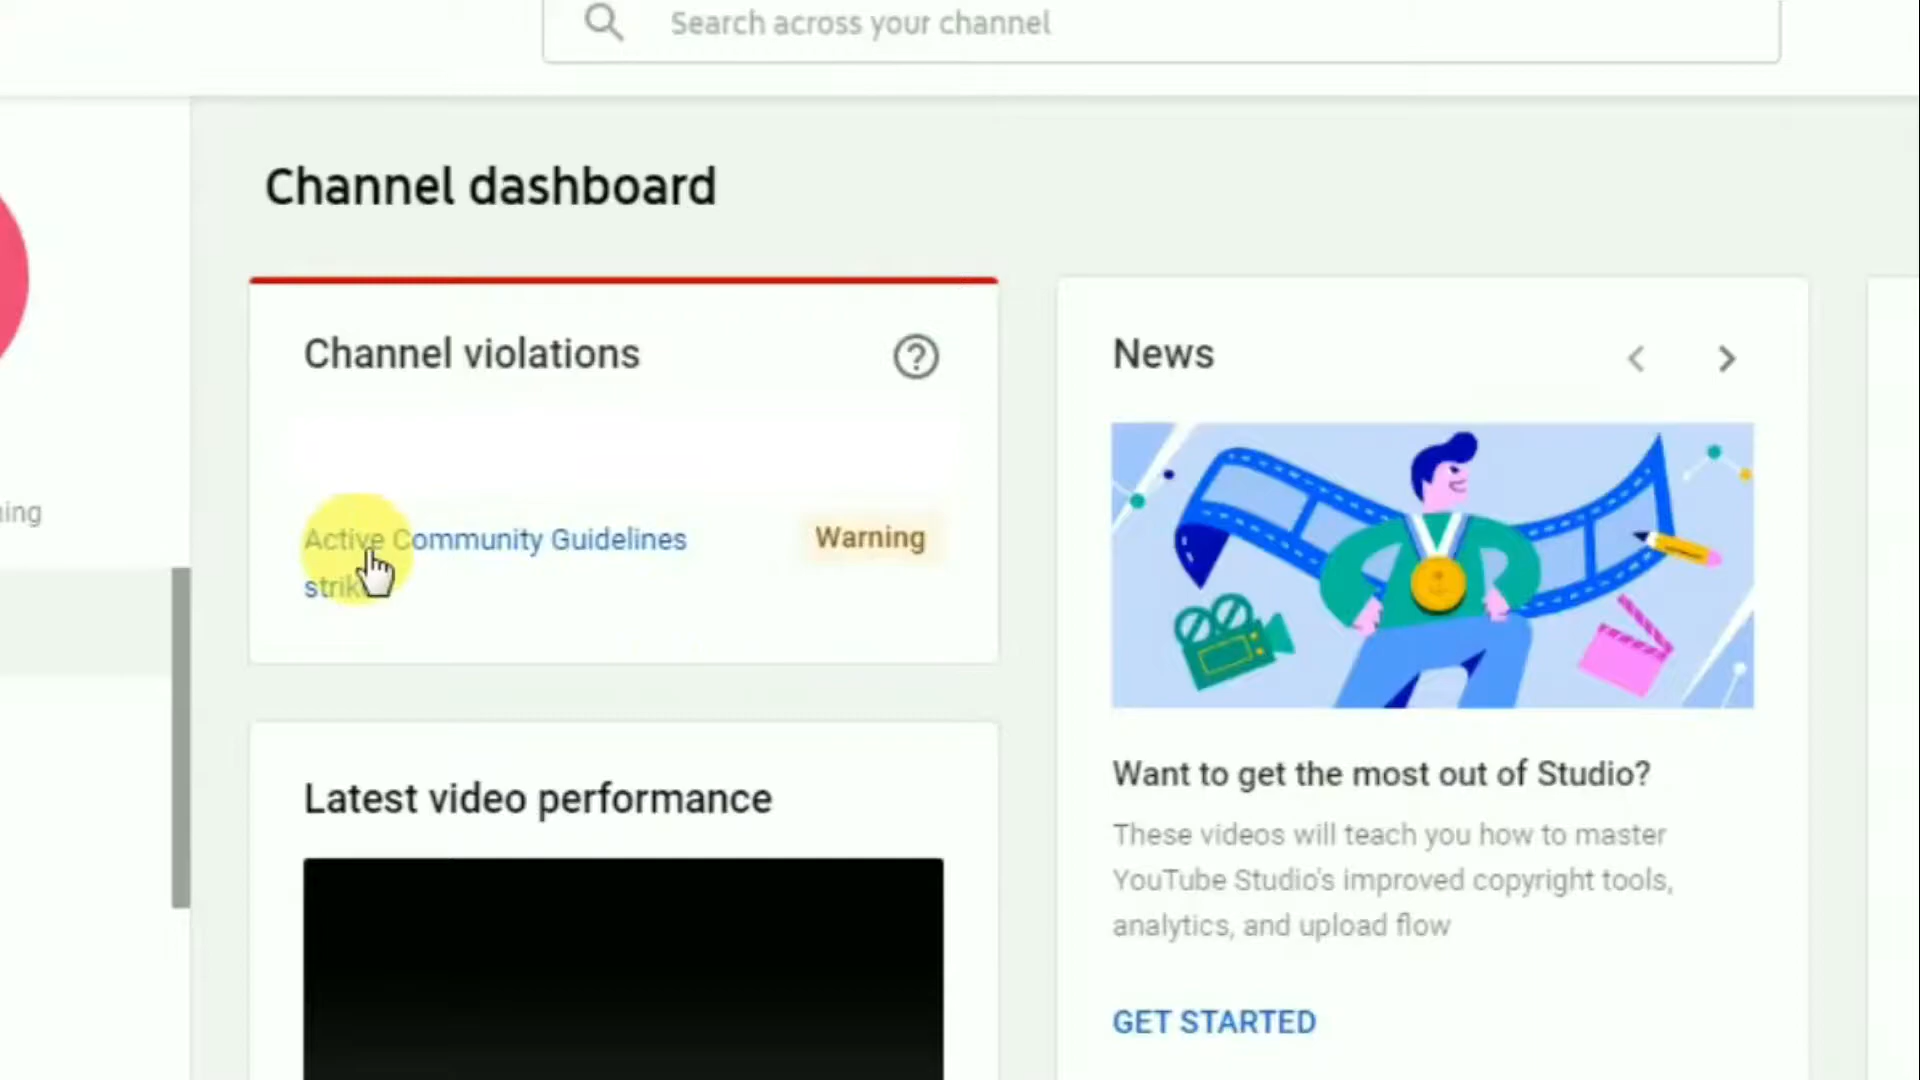 Search across your channel
Channel dashboard
Channel violations
Active Community Guidelines
Warning
News
Want to get the most out of Studio?
These videos will teach you how to master
YouTube Studio's improved copyright tools,
analytics, and upload flow
GET STARTED
Latest video performance